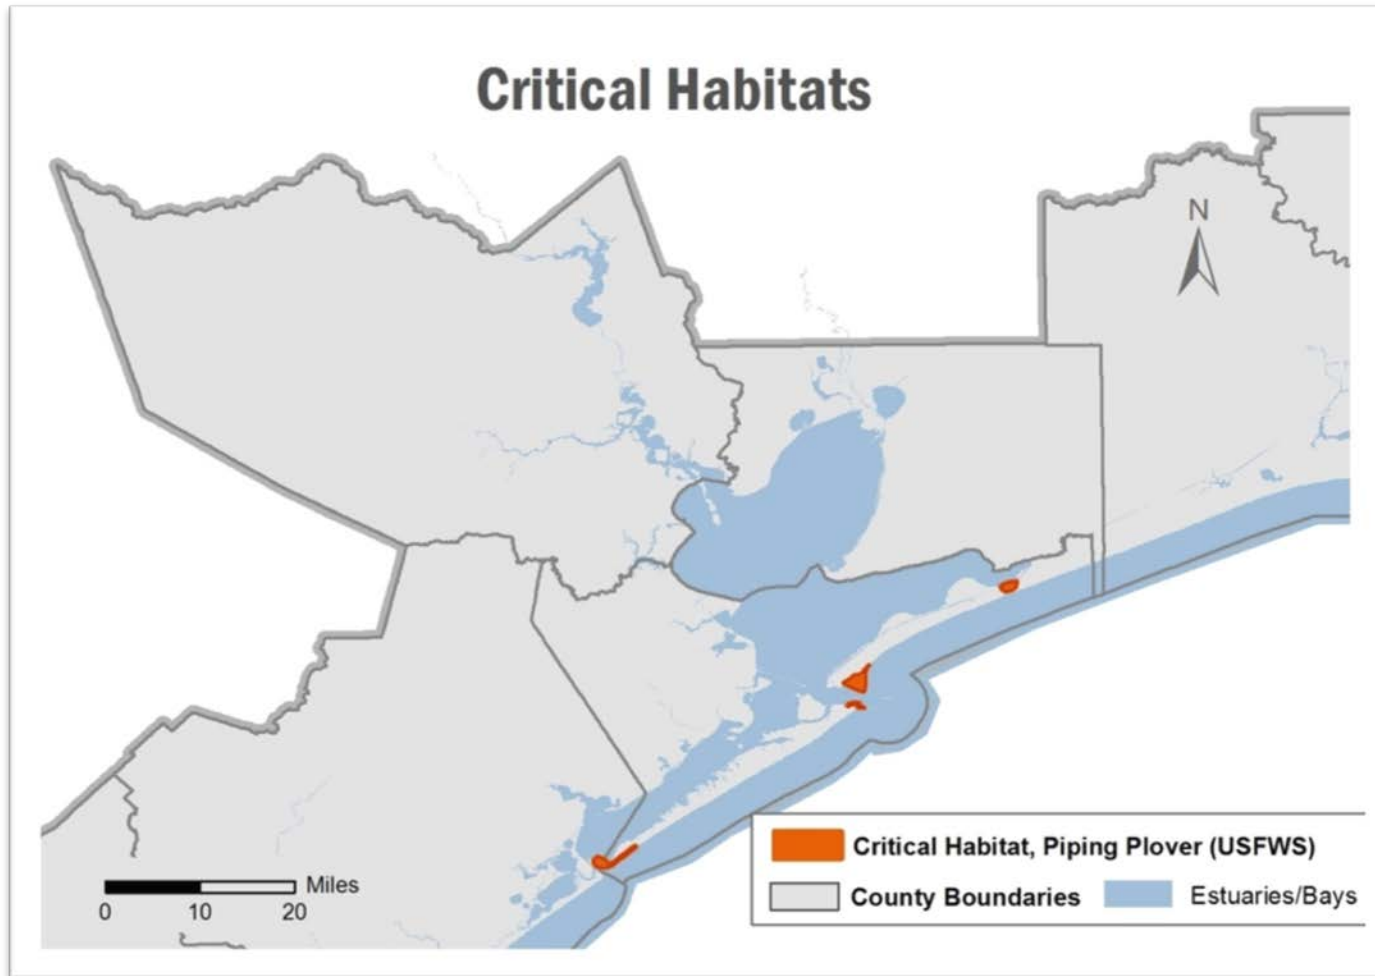 Critical Habitats
N
Critical Habitat, Piping Plover (USFWS)
County Boundaries
Estuaries/Bays
Miles
0 10 20